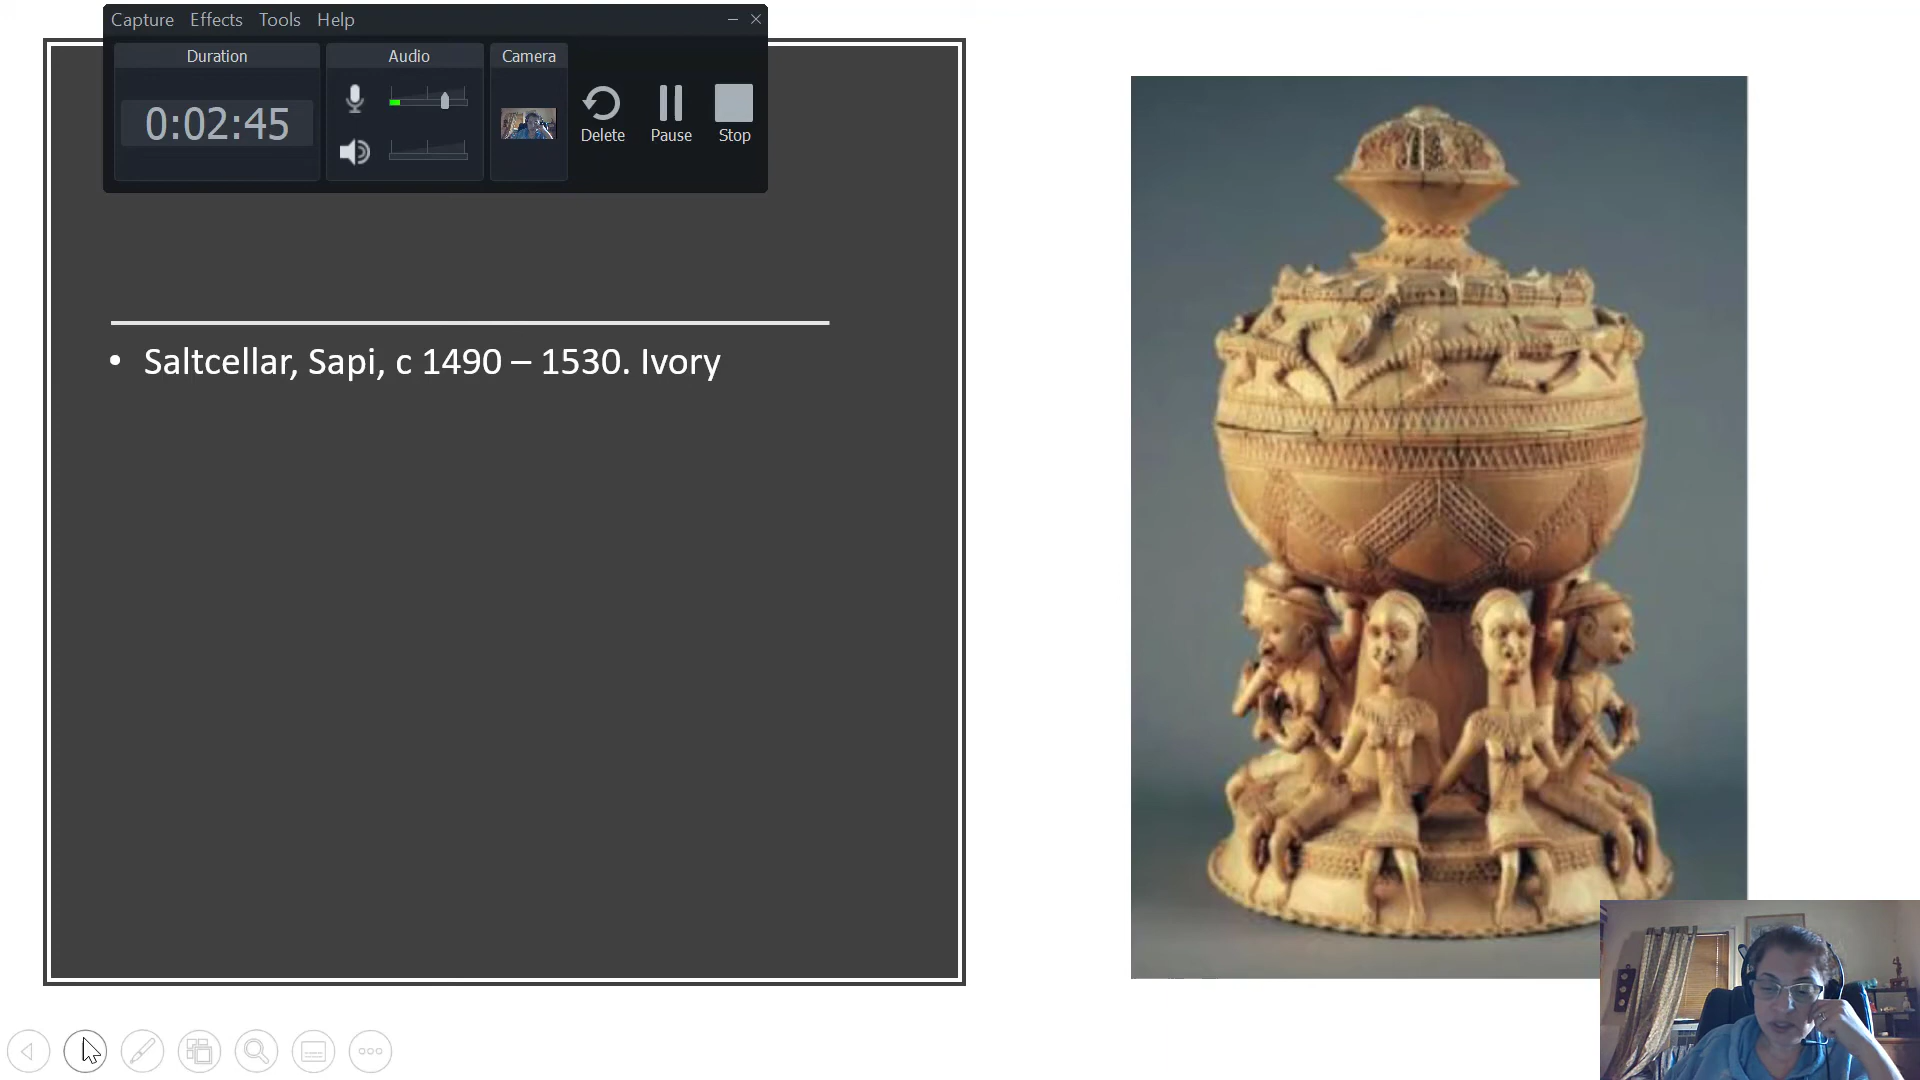 Capture Effects Tools Help
Duration
Audio
Camera
0:02:45
Delete
Pause
Stop
• Saltcellar, Sapi, c 1490 – 1530. Ivory